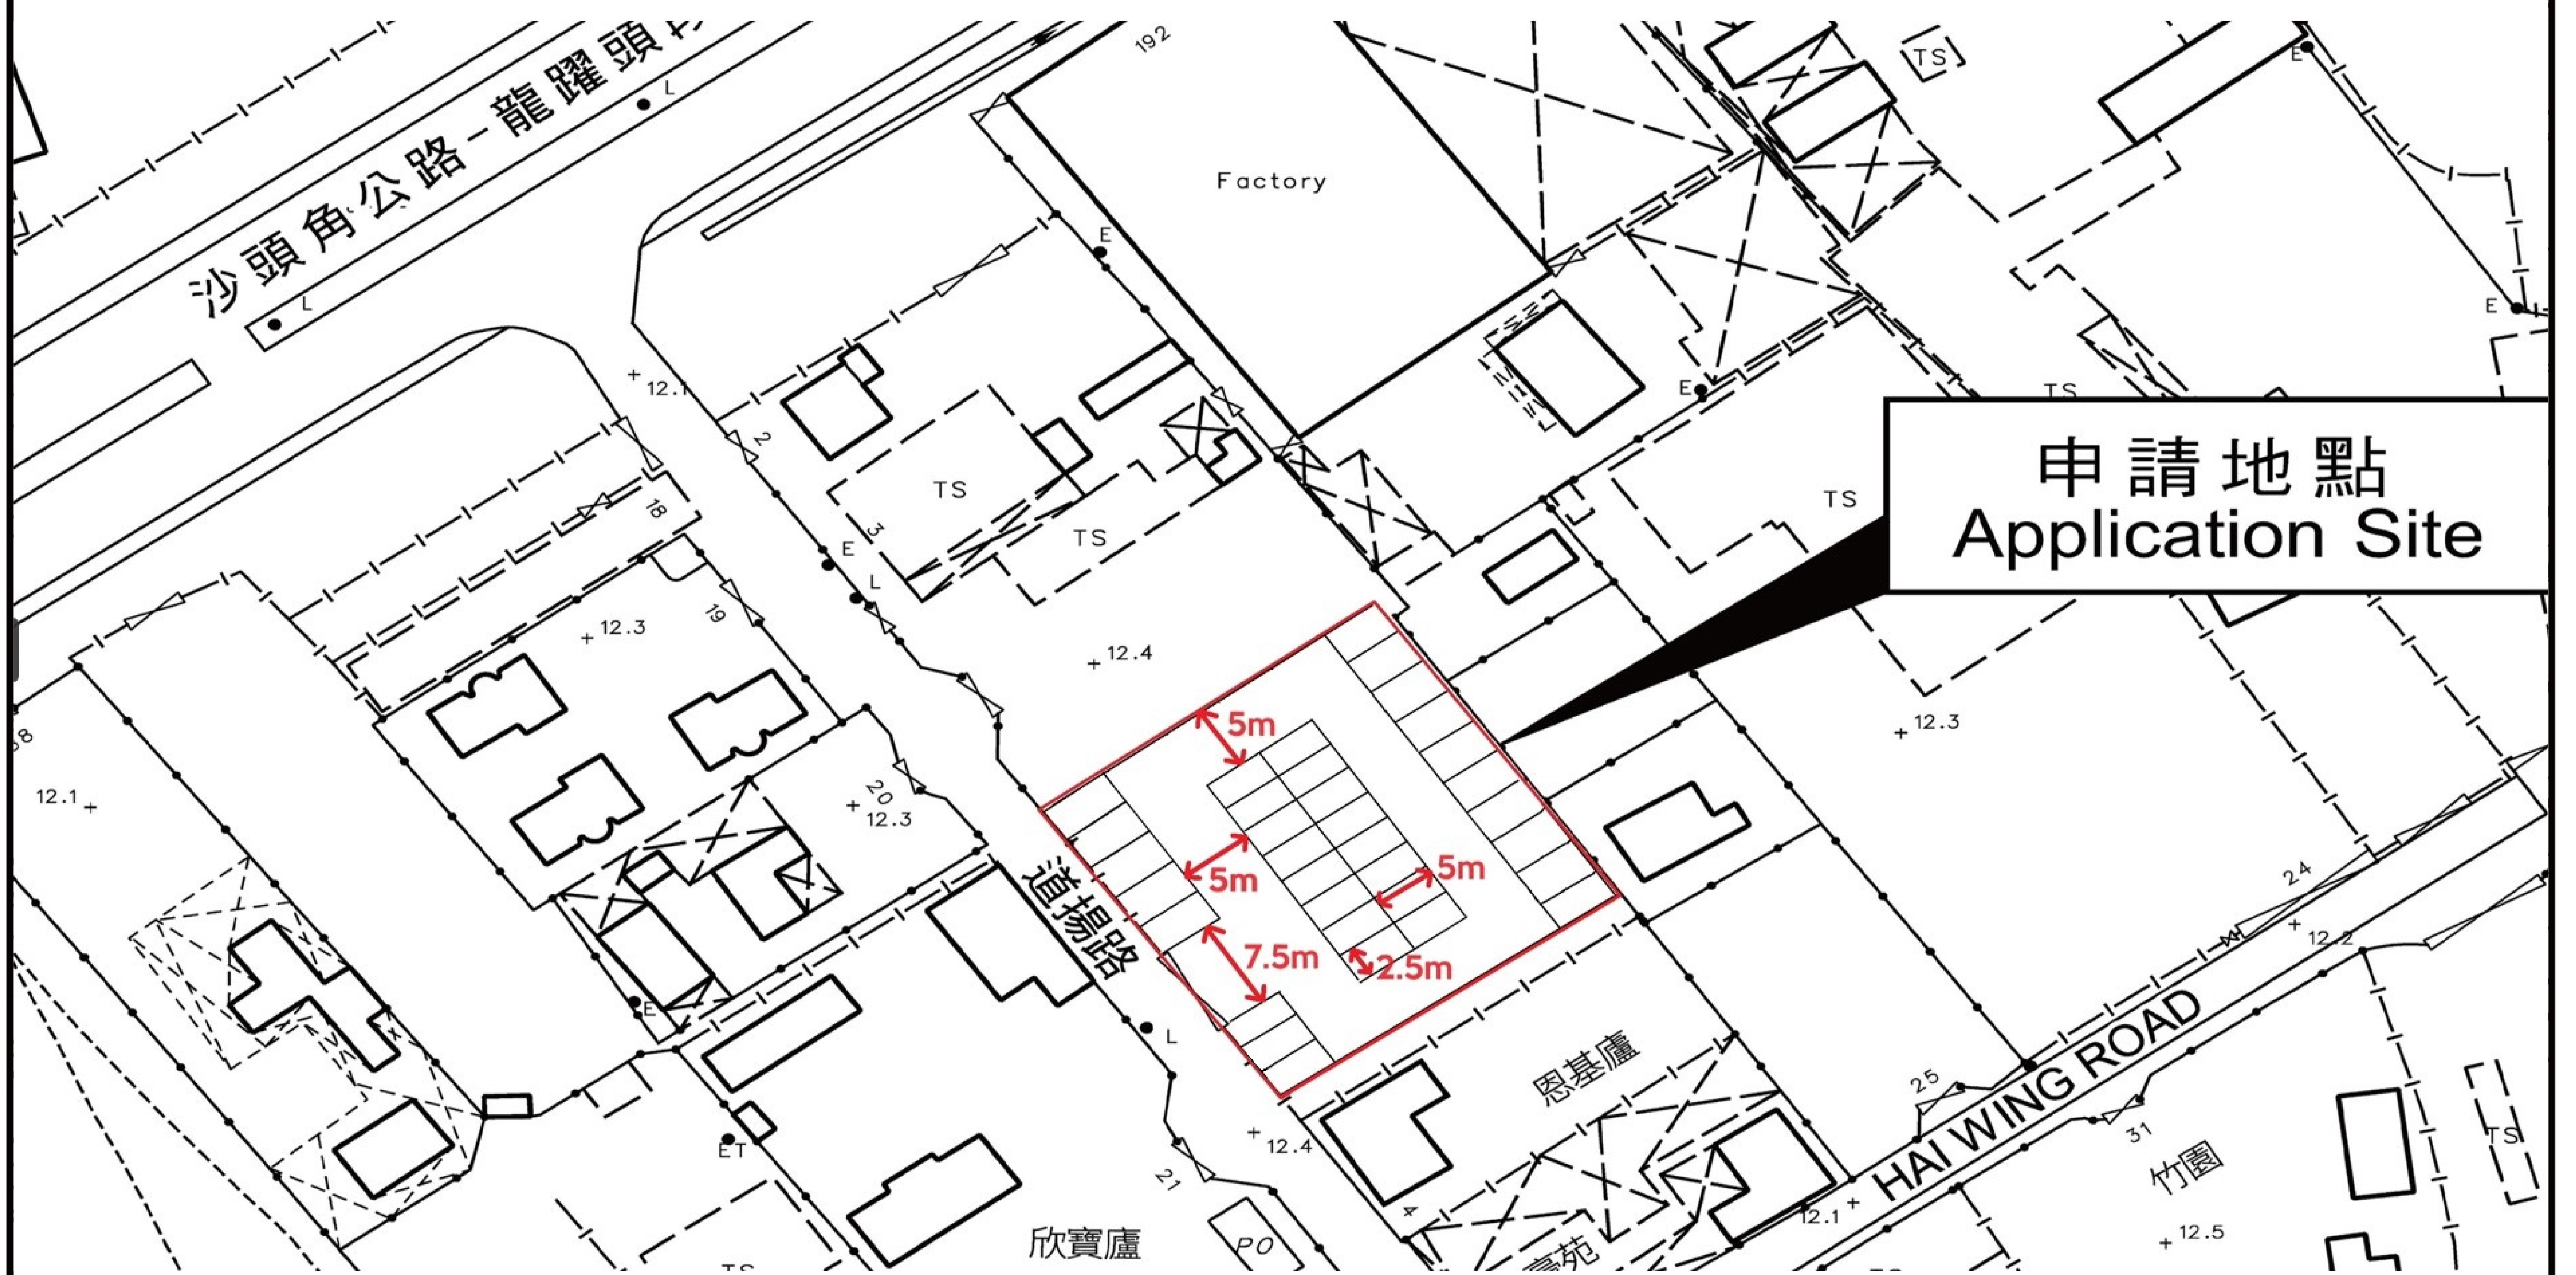 192
沙頭角公路-龍躍頭
L
L
TS
E
Factory
E
E
+ 12.1
2
E
TS
申請地點
Application Site
TS
TS
TS
3
18
E
L
19
+ 12.3
+ 12.4
5m
+ 12.3
12.1 +
20
+ 12.3
5m
5m
道揚路
7.5m
2.5m
24
+ 12.2
E
L
恩基廬
HAI WING ROAD
25
31
+ 12.4
ET
21
4
12.1 +
竹園
TS
+ 12.5
欣寶廬
PO